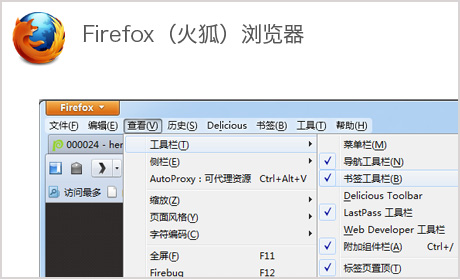 Firefox（火狐）浏览器
Firefox
文件(F) 编辑(E) 查看(V) 历史(S) Delicious 书签(B) 工具(T) 帮助(H)
000024 - her
工具栏(T)
侧栏(E)
AutoProxy：可代理资源 Ctrl+Alt+V
缩放(Z)
页面风格(Y)
字符编码(C)
全屏(F) F11
Firebug F12
访问最多
菜单栏(M)
导航工具栏(N)
书签工具栏(B)
Delicious Toolbar
LastPass 工具栏
Web Developer 工具栏
附加组件栏(A) Ctrl+/
标签页置顶(T)